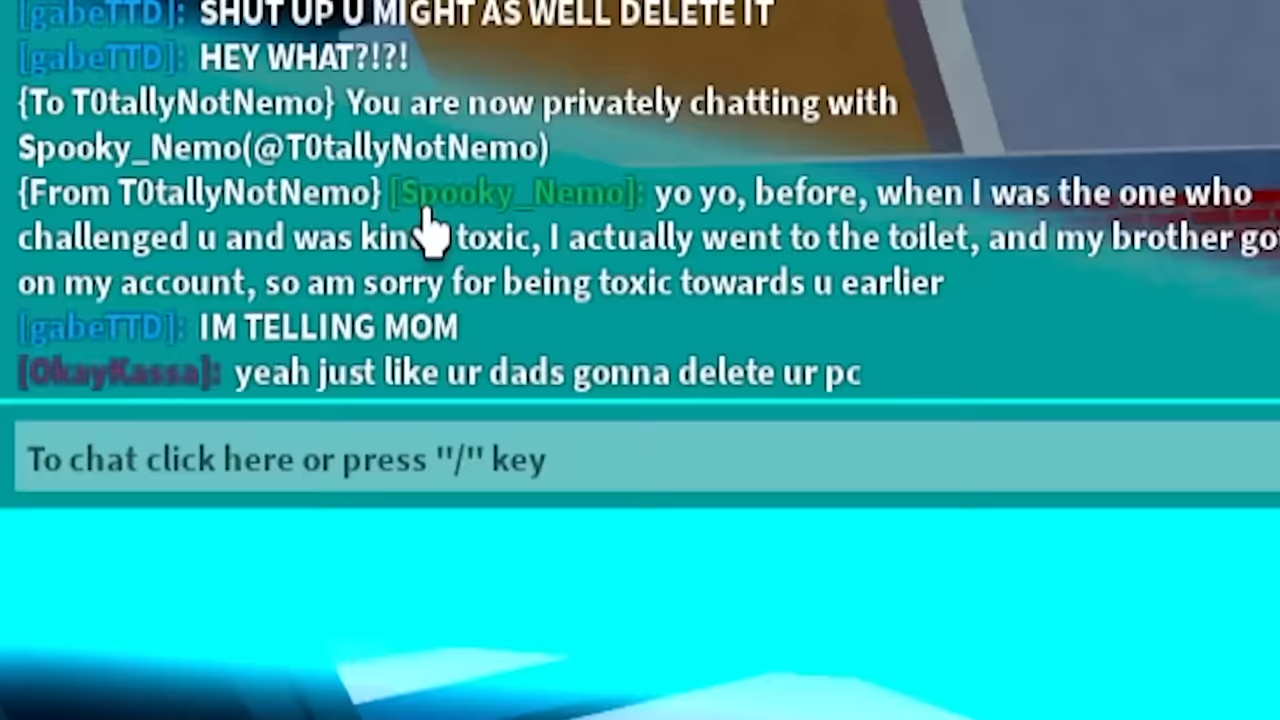 [gabeTTD]: SHUT UP U MIGHT AS WELL DELETE IT
[gabeTTD]: HEY WHAT?!?!
{To T0tallyNotNemo} You are now privately chatting with
Spooky_Nemo(@T0tallyNotNemo)
{From T0tallyNotNemo} [Spooky_Nemo]: yo yo, before, when I was the one who
challenged u and was toxic, I actually went to the toilet, and my brother
on my account, so am sorry for being toxic towards u earlier
[gabeTTD]: IM TELLING MOM
[OkayKassa]: yeah just like ur dads gonna delete ur pc
To chat click here or press "/" key